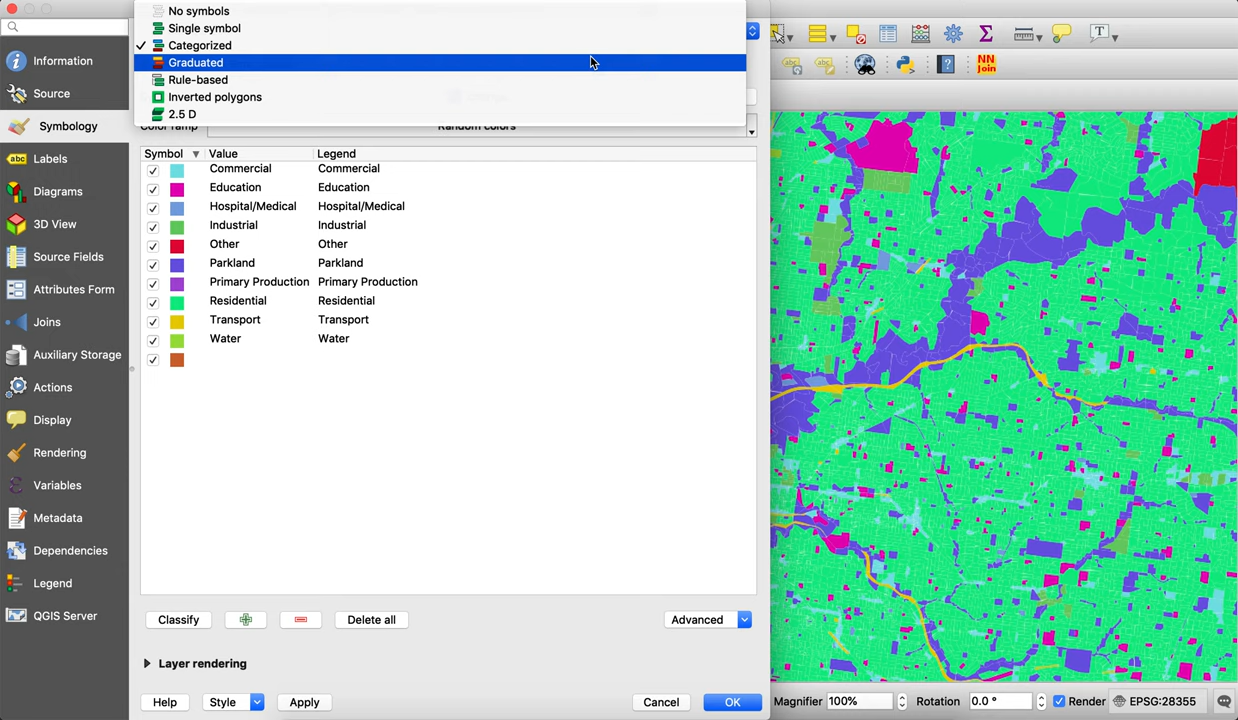 No symbols
Single symbol
Categorized
Graduated
Rule-based
Inverted polygons
2.5 D
Color ramp
Random colors
Information
Source
Symbology
abc Labels
Diagrams
3D View
Source Fields
Attributes Form
Joins
Auxiliary Storage
Actions
Display
Rendering
Variables
Metadata
Dependencies
Legend
QGIS Server
Symbol Value Legend
Commercial Commercial
Education Education
Hospital/Medical Hospital/Medical
Industrial Industrial
Other Other
Parkland Parkland
Primary Production Primary Production
Residential Residential
Transport Transport
Water Water
Classify Delete all Advanced
Layer rendering
Help Style Apply Cancel OK
NN
Join
Magnifier 100% Rotation 0.0 ° Render EPSG:28355